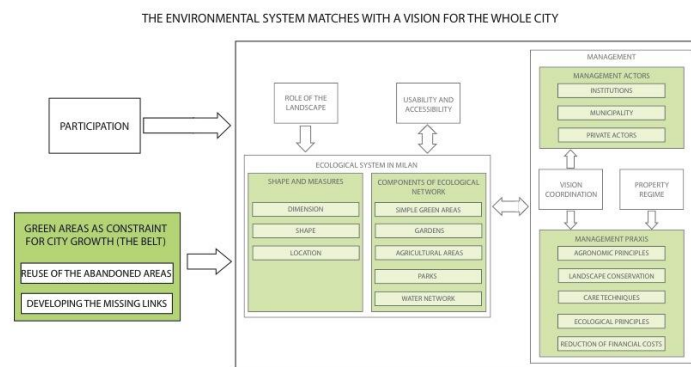 THE ENVIRONMENTAL SYSTEM MATCHES WITH A VISION FOR THE WHOLE CITY
PARTICIPATION
GREEN AREAS AS CONSTRAINT
FOR CITY GROWTH (THE BELT)
REUSE OF THE ABANDONED AREAS
DEVELOPING THE MISSING LINKS
ROLE OF THE
LANDSCAPE
USABILITY AND
ACCESSIBILITY
ECOLOGICAL SYSTEM IN MILAN
SHAPE AND MEASURES
DIMENSION
SHAPE
LOCATION
COMPONENTS OF ECOLOGICAL
NETWORK
SIMPLE GREEN AREAS
GARDENS
AGRICULTURAL AREAS
PARKS
WATER NETWORK
MANAGEMENT
MANAGEMENT ACTORS
INSTITUTIONS
MUNICIPALITY
PRIVATE ACTORS
VISION
COORDINATION
PROPERTY
REGIME
MANAGEMENT PRAXIS
AGRONOMIC PRINCIPLES
LANDSCAPE CONSERVATION
CARE TECHNIQUES
ECOLOGICAL PRINCIPLES
REDUCTION OF FINANCIAL COSTS